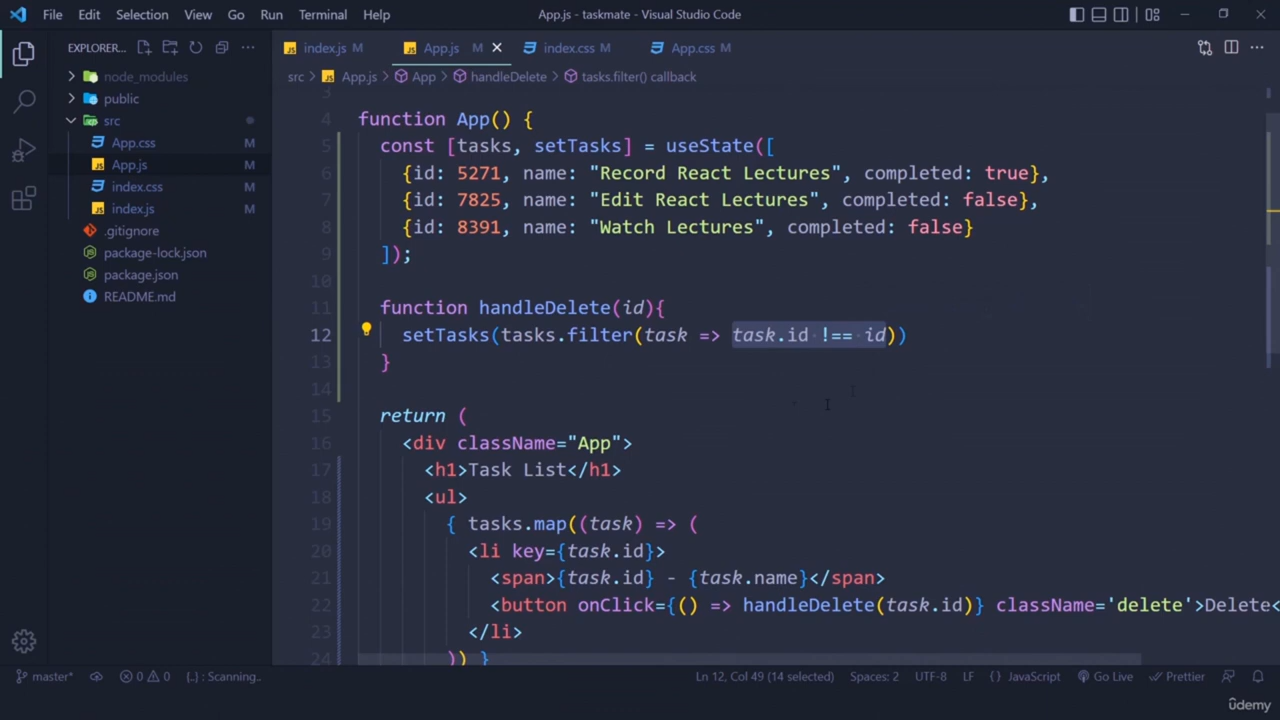 File Edit Selection View Go Run Terminal Help App.js - taskmate - Visual Studio Code
EXPLORER... ...
index.js M App.js M index.css M App.css M
src > App.js > App > handleDelete > tasks.filter() callback
node_modules
public
src
App.css M
App.js M
index.css M
index.js M
.gitignore
package-lock.json
package.json
README.md
3
4 function App() {
5 const [tasks, setTasks] = useState([
6 {id: 5271, name: "Record React Lectures", completed: true},
7 {id: 7825, name: "Edit React Lectures", completed: false},
8 {id: 8391, name: "Watch Lectures", completed: false}
9 ]);
10
11 function handleDelete(id){
12 setTasks(tasks.filter(task => task.id !== id))
13 }
14
15 return (
16 <div className="App">
17 <h1>Task List</h1>
18 <ul>
19 { tasks.map((task) => (
20 <li key={task.id}>
21 <span>{task.id} - {task.name}</span>
22 <button onClick={() => handleDelete(task.id)} className='delete'>Delete<
23 </li>
24 )) }
master* 0 0 {..} : Scanning.. Ln 12, Col 49 (14 selected) Spaces: 2 UTF-8 LF {} JavaScript Go Live Prettier
ûdemy